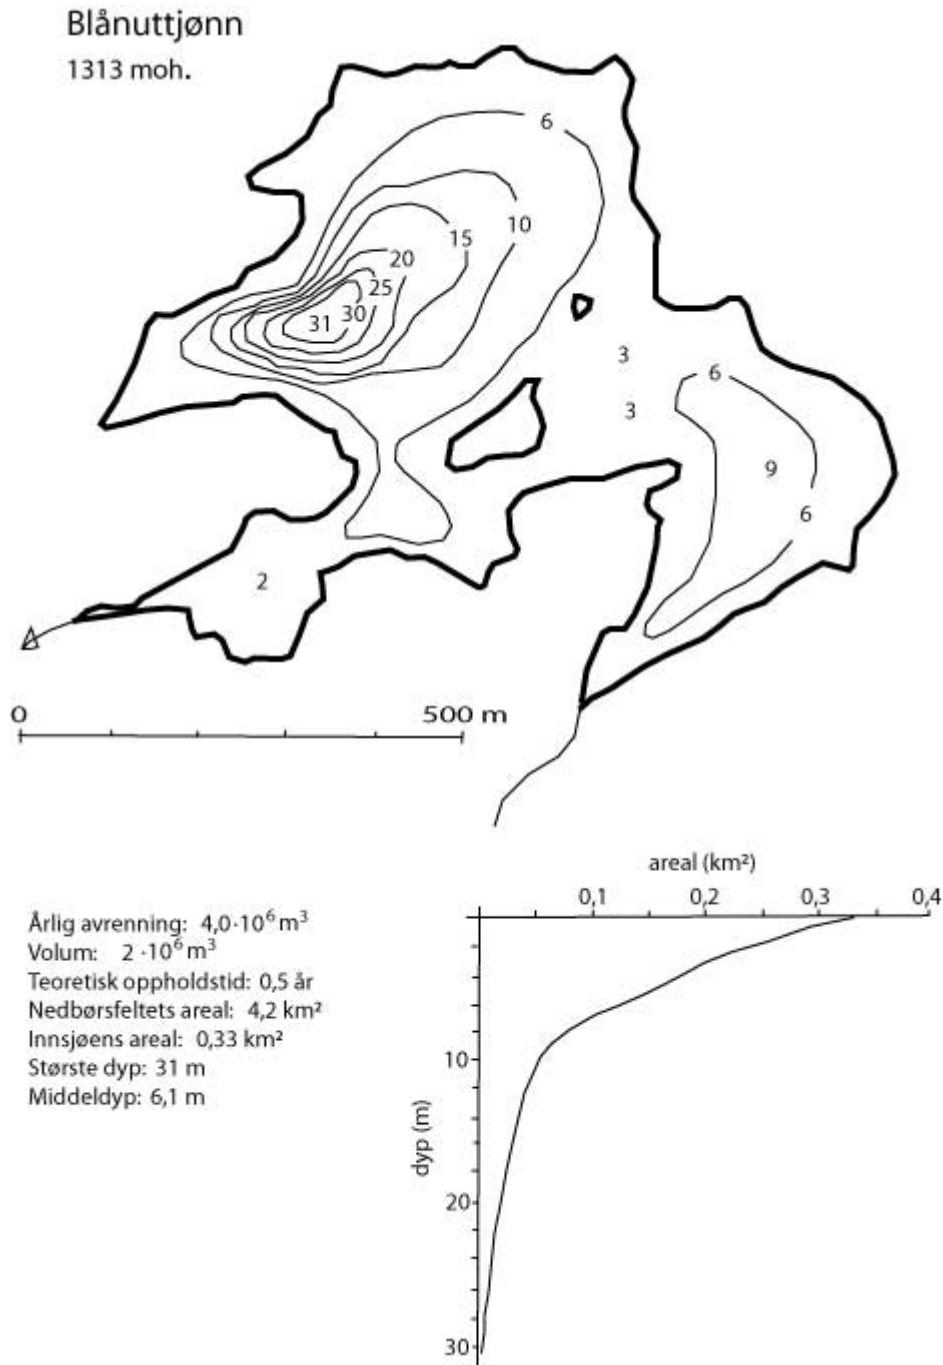 Blånuttjønn
1313 moh.
6
10
15
20
25
30
31
3
3
6
9
6
2
0 500 m
areal (km²)
0,1 0,2 0,3 0,4
Årlig avrenning: 4,0·10⁶ m³
Volum: 2 ·10⁶ m³
Teoretisk oppholdstid: 0,5 år
Nedbørsfeltets areal: 4,2 km²
Innsjøens areal: 0,33 km²
Største dyp: 31 m
Middeldyp: 6,1 m
10
dyp (m)
20
30